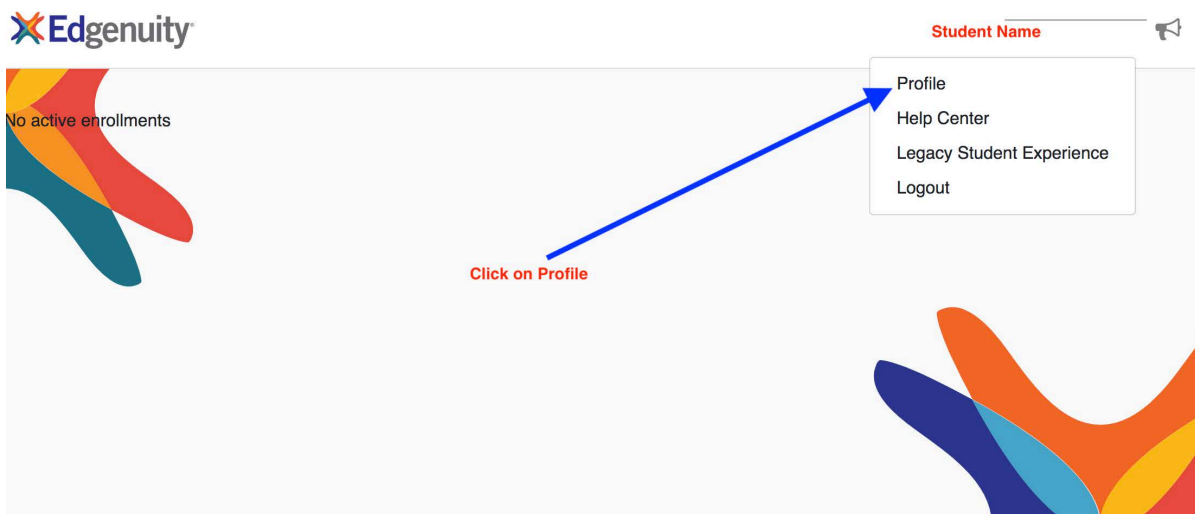 Edgenuity
Student Name
Profile
No active enrollments
Help Center
Legacy Student Experience
Logout
Click on Profile